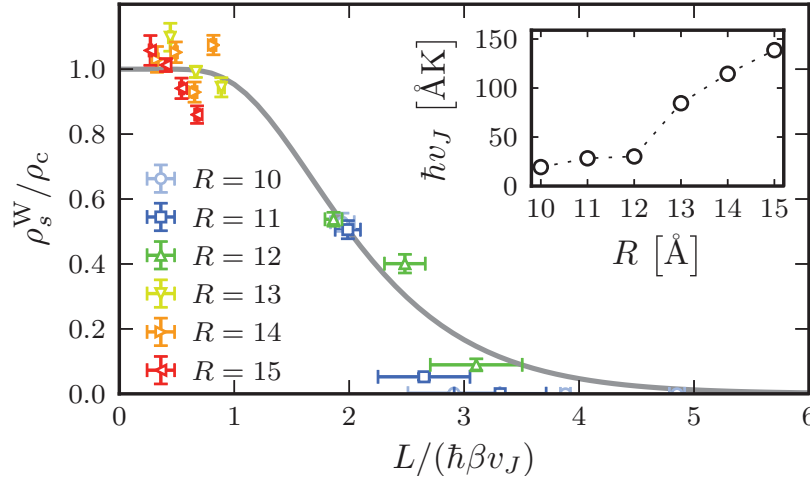 ρ_s^W/ρ_c
1.0
0.8
0.6
0.4
0.2
0.0
R = 10
R = 11
R = 12
R = 13
R = 14
R = 15
0 1 2 3 4 5 6
L/(ħβv_J)
ħv_J [ÅK]
150
100
50
0
10 11 12 13 14 15
R [Å]